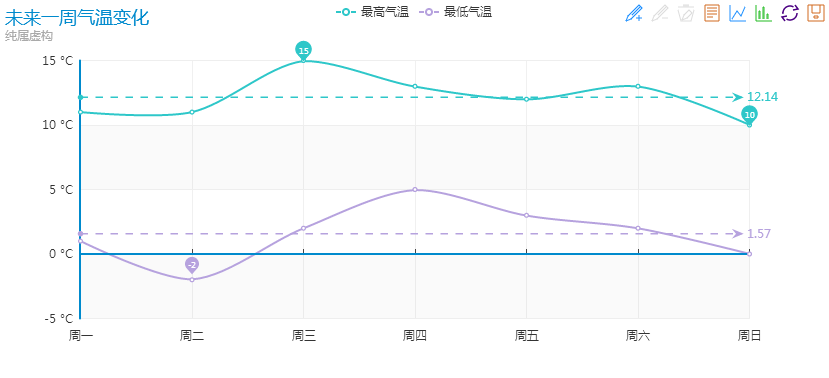 未来一周气温变化
纯属虚构
最高气温 最低气温
15 °C
10 °C
5 °C
0 °C
-5 °C
15
12.14
10
1.57
-2
周一 周二 周三 周四 周五 周六 周日